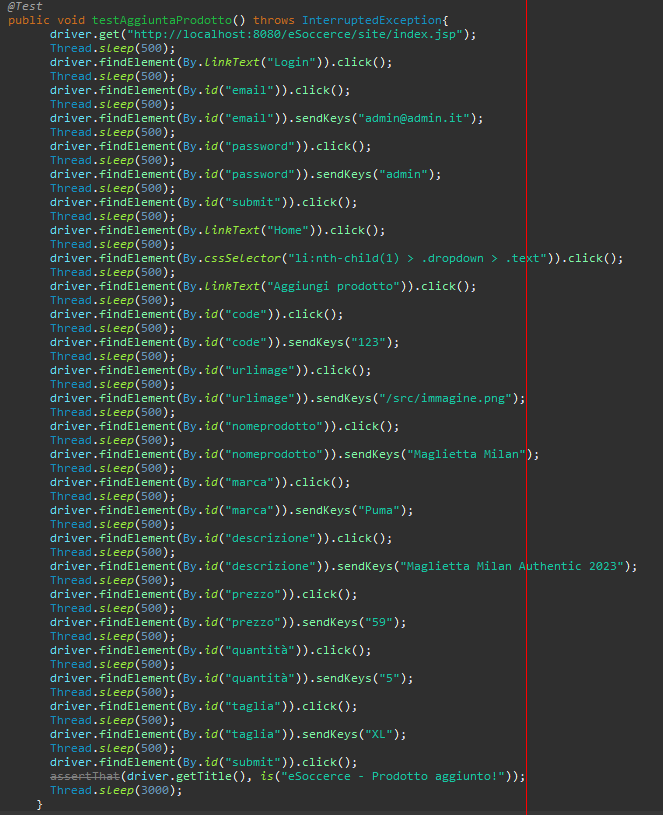 @Test
public void testAggiuntaProdotto() throws InterruptedException{
driver.get("http://localhost:8080/eSoccerce/site/index.jsp");
Thread.sleep(500);
driver.findElement(By.linkText("Login")).click();
Thread.sleep(500);
driver.findElement(By.id("email")).click();
Thread.sleep(500);
driver.findElement(By.id("email")).sendKeys("admin@admin.it");
Thread.sleep(500);
driver.findElement(By.id("password")).click();
Thread.sleep(500);
driver.findElement(By.id("password")).sendKeys("admin");
Thread.sleep(500);
driver.findElement(By.id("submit")).click();
Thread.sleep(500);
driver.findElement(By.linkText("Home")).click();
Thread.sleep(500);
driver.findElement(By.cssSelector("li:nth-child(1) > .dropdown > .text")).click();
Thread.sleep(500);
driver.findElement(By.linkText("Aggiungi prodotto")).click();
Thread.sleep(500);
driver.findElement(By.id("code")).click();
Thread.sleep(500);
driver.findElement(By.id("code")).sendKeys("123");
Thread.sleep(500);
driver.findElement(By.id("urlimage")).click();
Thread.sleep(500);
driver.findElement(By.id("urlimage")).sendKeys("/src/immagine.png");
Thread.sleep(500);
driver.findElement(By.id("nomeprodotto")).click();
Thread.sleep(500);
driver.findElement(By.id("nomeprodotto")).sendKeys("Maglietta Milan");
Thread.sleep(500);
driver.findElement(By.id("marca")).click();
Thread.sleep(500);
driver.findElement(By.id("marca")).sendKeys("Puma");
Thread.sleep(500);
driver.findElement(By.id("descrizione")).click();
Thread.sleep(500);
driver.findElement(By.id("descrizione")).sendKeys("Maglietta Milan Authentic 2023");
Thread.sleep(500);
driver.findElement(By.id("prezzo")).click();
Thread.sleep(500);
driver.findElement(By.id("prezzo")).sendKeys("59");
Thread.sleep(500);
driver.findElement(By.id("quantità")).click();
Thread.sleep(500);
driver.findElement(By.id("quantità")).sendKeys("5");
Thread.sleep(500);
driver.findElement(By.id("taglia")).click();
Thread.sleep(500);
driver.findElement(By.id("taglia")).sendKeys("XL");
Thread.sleep(500);
driver.findElement(By.id("submit")).click();
assertThat(driver.getTitle(), is("eSoccerce - Prodotto aggiunto!"));
Thread.sleep(3000);
}